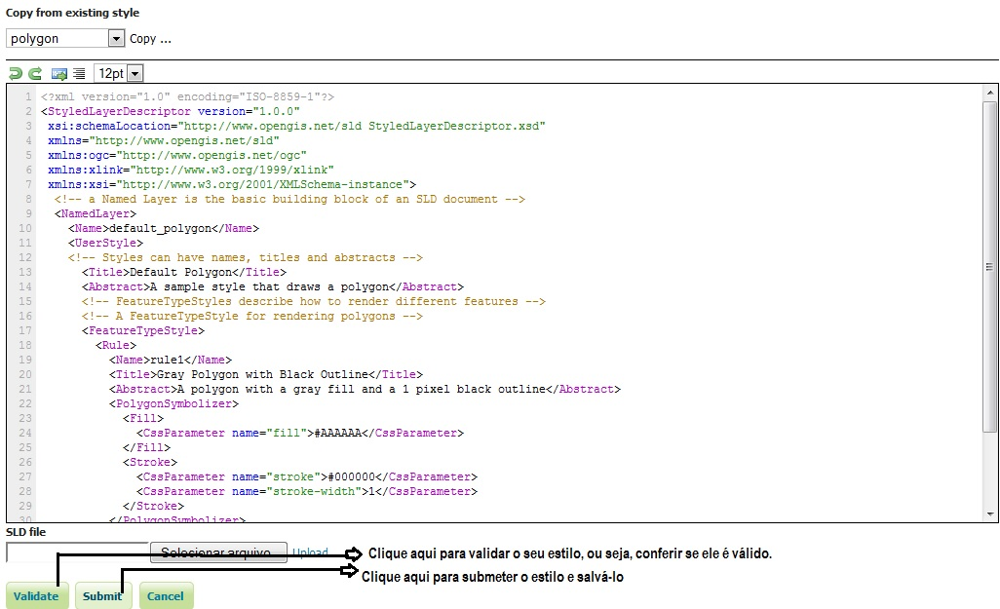 Copy from existing style
polygon Copy ...
12pt
1 <?xml version="1.0" encoding="ISO-8859-1"?>
2 <StyledLayerDescriptor version="1.0.0"
3 xsi:schemaLocation="http://www.opengis.net/sld StyledLayerDescriptor.xsd"
4 xmlns="http://www.opengis.net/sld"
5 xmlns:ogc="http://www.opengis.net/ogc"
6 xmlns:xlink="http://www.w3.org/1999/xlink"
7 xmlns:xsi="http://www.w3.org/2001/XMLSchema-instance">
8 <!-- a Named Layer is the basic building block of an SLD document -->
9 <NamedLayer>
10 <Name>default_polygon</Name>
11 <UserStyle>
12 <!-- Styles can have names, titles and abstracts -->
13 <Title>Default Polygon</Title>
14 <Abstract>A sample style that draws a polygon</Abstract>
15 <!-- FeatureTypeStyles describe how to render different features -->
16 <!-- A FeatureTypeStyle for rendering polygons -->
17 <FeatureTypeStyle>
18 <Rule>
19 <Name>rule1</Name>
20 <Title>Gray Polygon with Black Outline</Title>
21 <Abstract>A polygon with a gray fill and a 1 pixel black outline</Abstract>
22 <PolygonSymbolizer>
23 <Fill>
24 <CssParameter name="fill">#AAAAAA</CssParameter>
25 </Fill>
26 <Stroke>
27 <CssParameter name="stroke">#000000</CssParameter>
28 <CssParameter name="stroke-width">1</CssParameter>
29 </Stroke>
30 </PolygonSymbolizer>
SLD file
Selecionar arquivo... Upload ...
Clique aqui para validar o seu estilo, ou seja, conferir se ele é válido.
Clique aqui para submeter o estilo e salvá-lo
Validate Submit Cancel